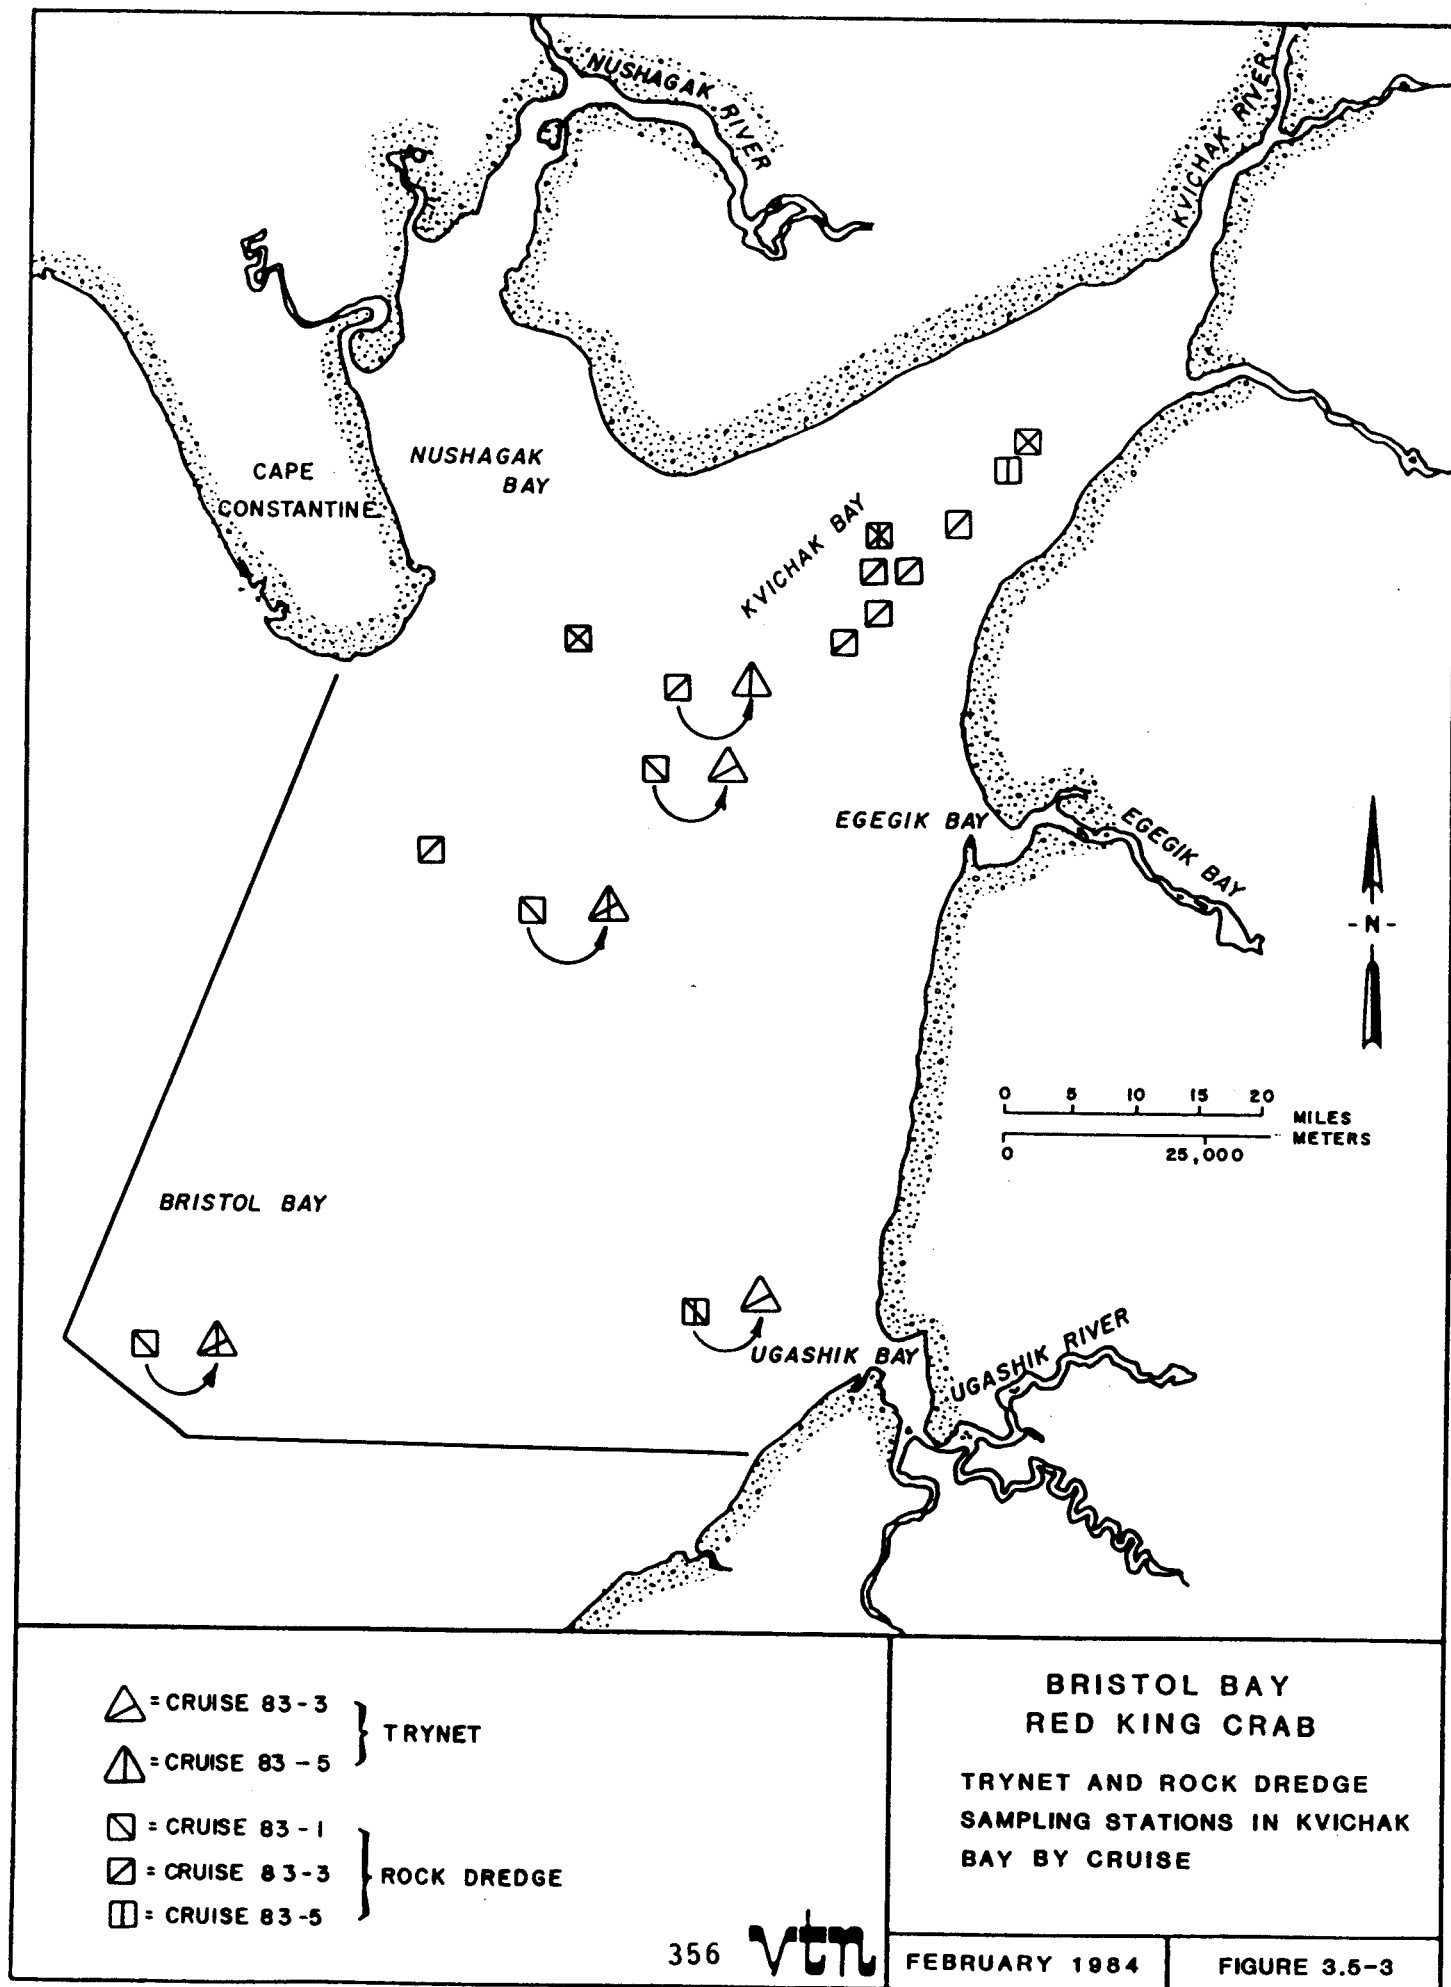 NUSHAGAK RIVER
KVICHAK RIVER
NUSHAGAK
BAY
CAPE
CONSTANTINE
KVICHAK BAY
EGEGIK BAY
EGEGIK BAY
-N-
0 5 10 15 20
MILES
METERS
0 25,000
BRISTOL BAY
UGASHIK BAY
UGASHIK RIVER
= CRUISE 83-3
= CRUISE 83-5
TRYNET
= CRUISE 83-1
= CRUISE 83-3
= CRUISE 83-5
ROCK DREDGE
356 vtn
BRISTOL BAY
RED KING CRAB
TRYNET AND ROCK DREDGE
SAMPLING STATIONS IN KVICHAK
BAY BY CRUISE
FEBRUARY 1984
FIGURE 3.5-3